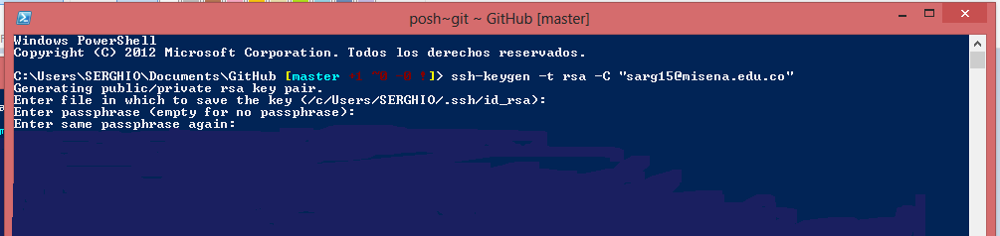 posh~git ~ GitHub [master]
Windows PowerShell
Copyright (C) 2012 Microsoft Corporation. Todos los derechos reservados.
C:\Users\SERGHIO\Documents\GitHub [master +1 ~0 -0 !]> ssh-keygen -t rsa -C "sarg15@misena.edu.co"
Generating public/private rsa key pair.
Enter file in which to save the key (/c/Users/SERGHIO/.ssh/id_rsa):
Enter passphrase (empty for no passphrase):
Enter same passphrase again: